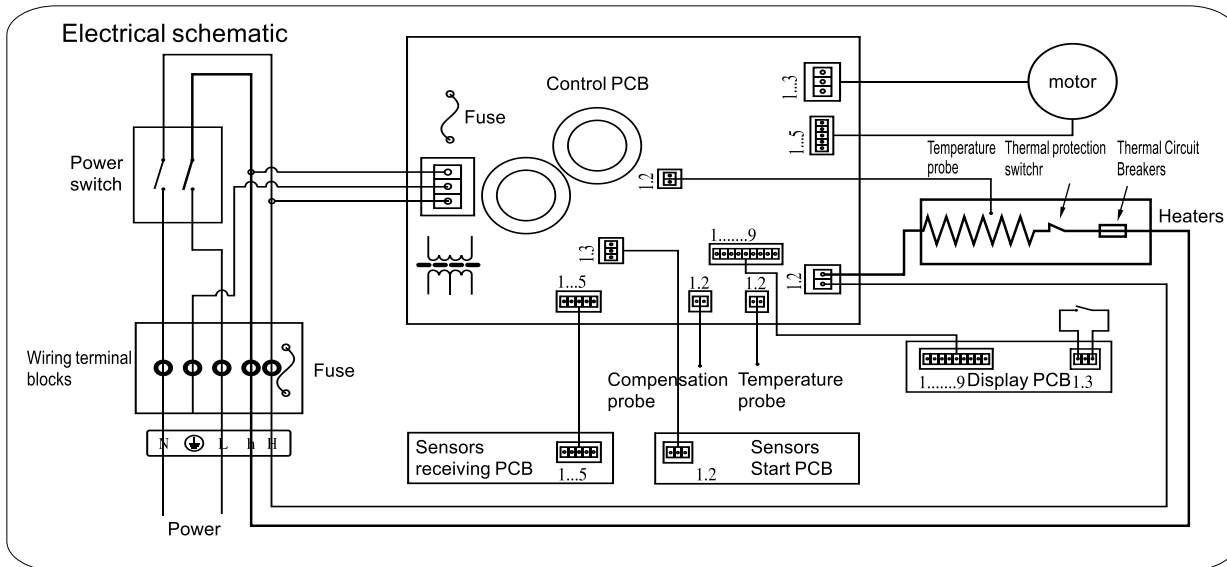 Electrical schematic
Control PCB
Fuse
Power
switch
1...3
motor
1...5
Temperature
probe
Thermal protection
switchr
Thermal Circuit
Breakers
Heaters
1.2
1.3
1.......9
1.2
1...5
1.2
1.2
Wiring terminal
blocks
Fuse
Compensation
probe
Temperature
probe
1.......9
Display PCB
1.3
N
L
h
H
Sensors
receiving PCB
1...5
Sensors
Start PCB
1.2
Power